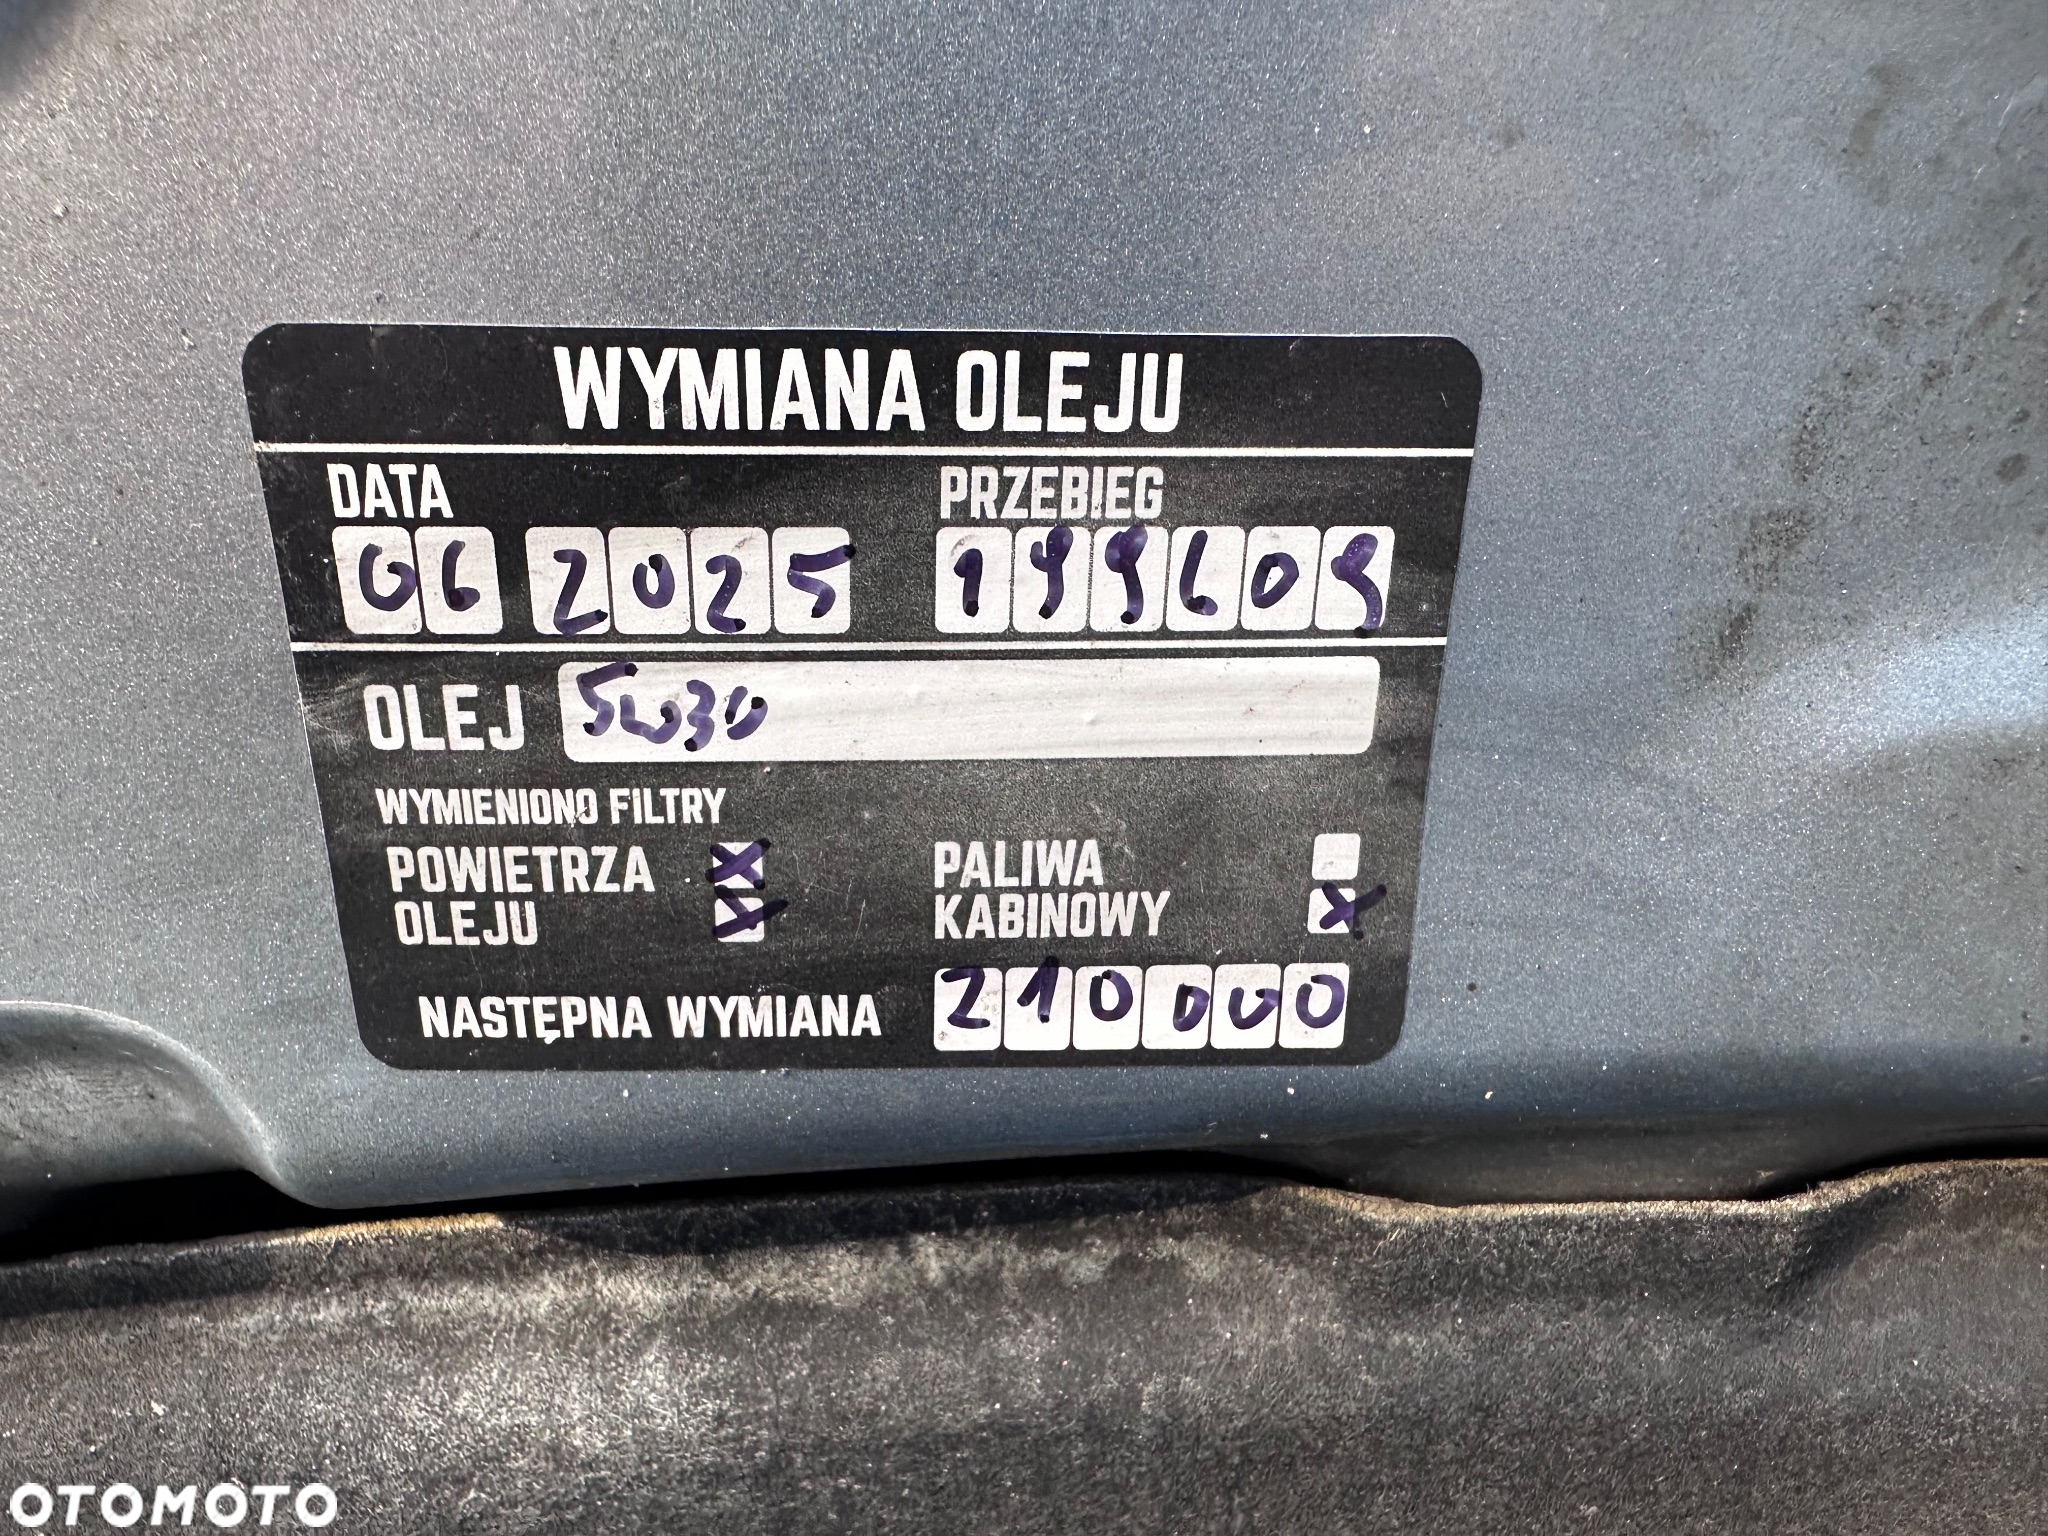 WYMIANA OLEJU
DATA PRZEBIEG
06 2025 199609
OLEJ 5W30
WYMIENIONO FILTRY
POWIETRZA X PALIWA
OLEJU X KABINOWY X
NASTĘPNA WYMIANA 210000
OTOMOTO